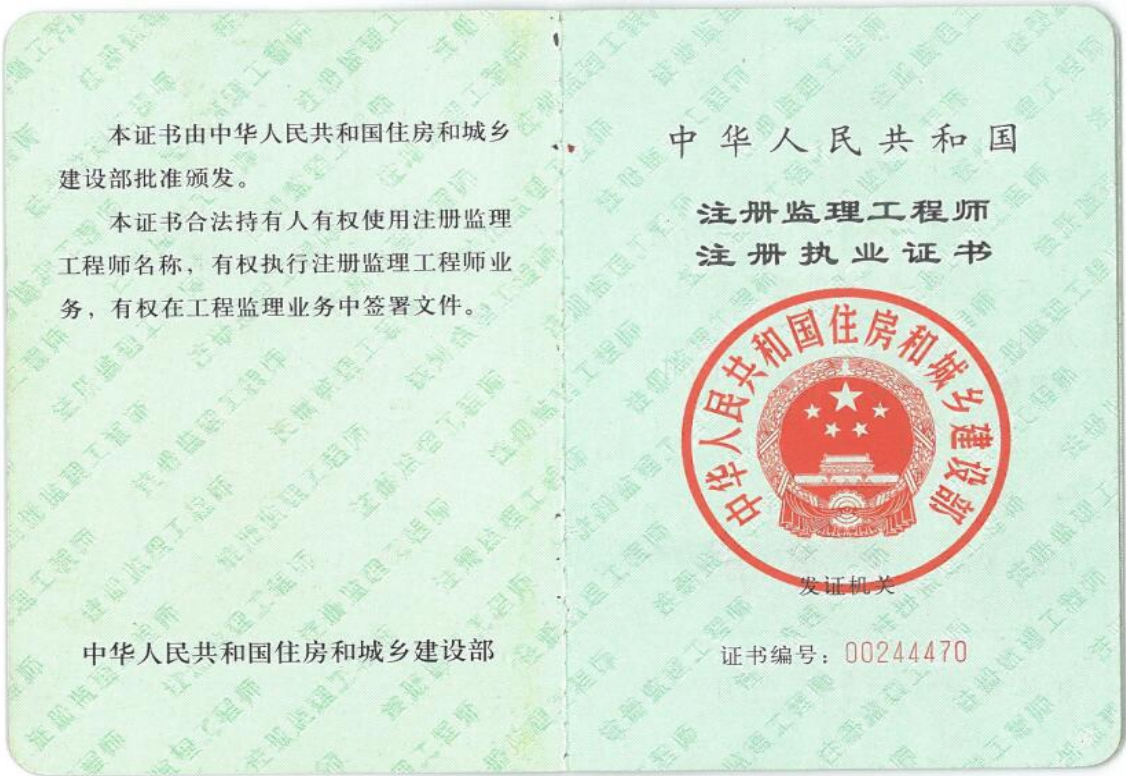 本证书由中华人民共和国住房和城乡
建设部批准颁发。
本证书合法持有人有权使用注册监理
工程师名称，有权执行注册监理工程师业
务，有权在工程监理业务中签署文件。
中华人民共和国住房和城乡建设部
中华人民共和国
注册监理工程师
注册执业证书
中华人民共和国住房和城乡建设部
发证机关
证书编号：00244470